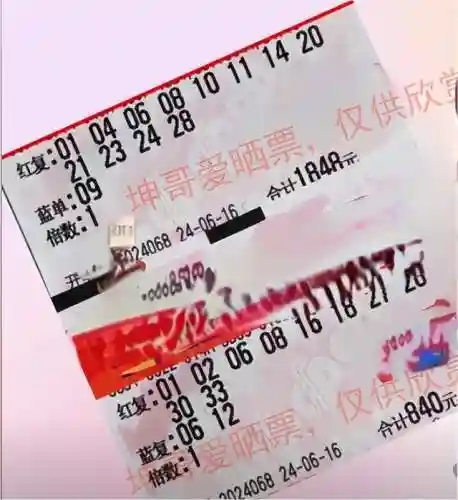 红复:01 04 06 08 10 11 14 20
21 23 24 28
坤哥爱晒票，仅供欣赏
蓝单:09
倍数:1 合计1848元
开 2024068 24-06-16
红复:01 02 06 08 16 18 27 28
30 33
坤哥爱晒票，仅供欣赏
蓝复:06 12
倍数:1 合计840元
2024068 24-06-16